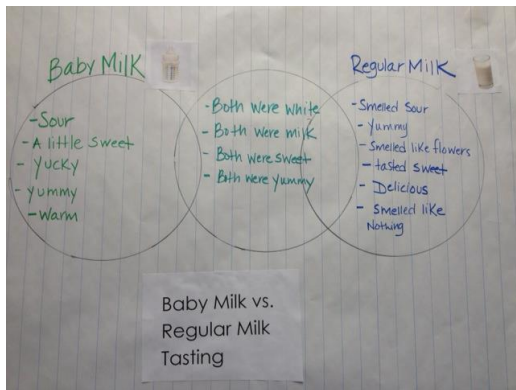 Baby Milk
-Sour
-A little sweet
- Yucky
-Yummy
-Warm
-Both were white
-Both were milk
- Both were sweet
- Both were yummy
Regular Milk
-Smelled Sour
- Yummy
-Smelled like flowers
- tasted sweet
- Delicious
- Smelled like
Nothing
Baby Milk vs.
Regular Milk
Tasting